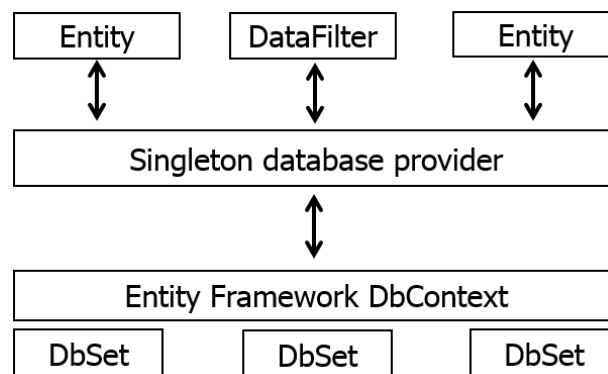 Entity
DataFilter
Entity
Singleton database provider
Entity Framework DbContext
DbSet
DbSet
DbSet